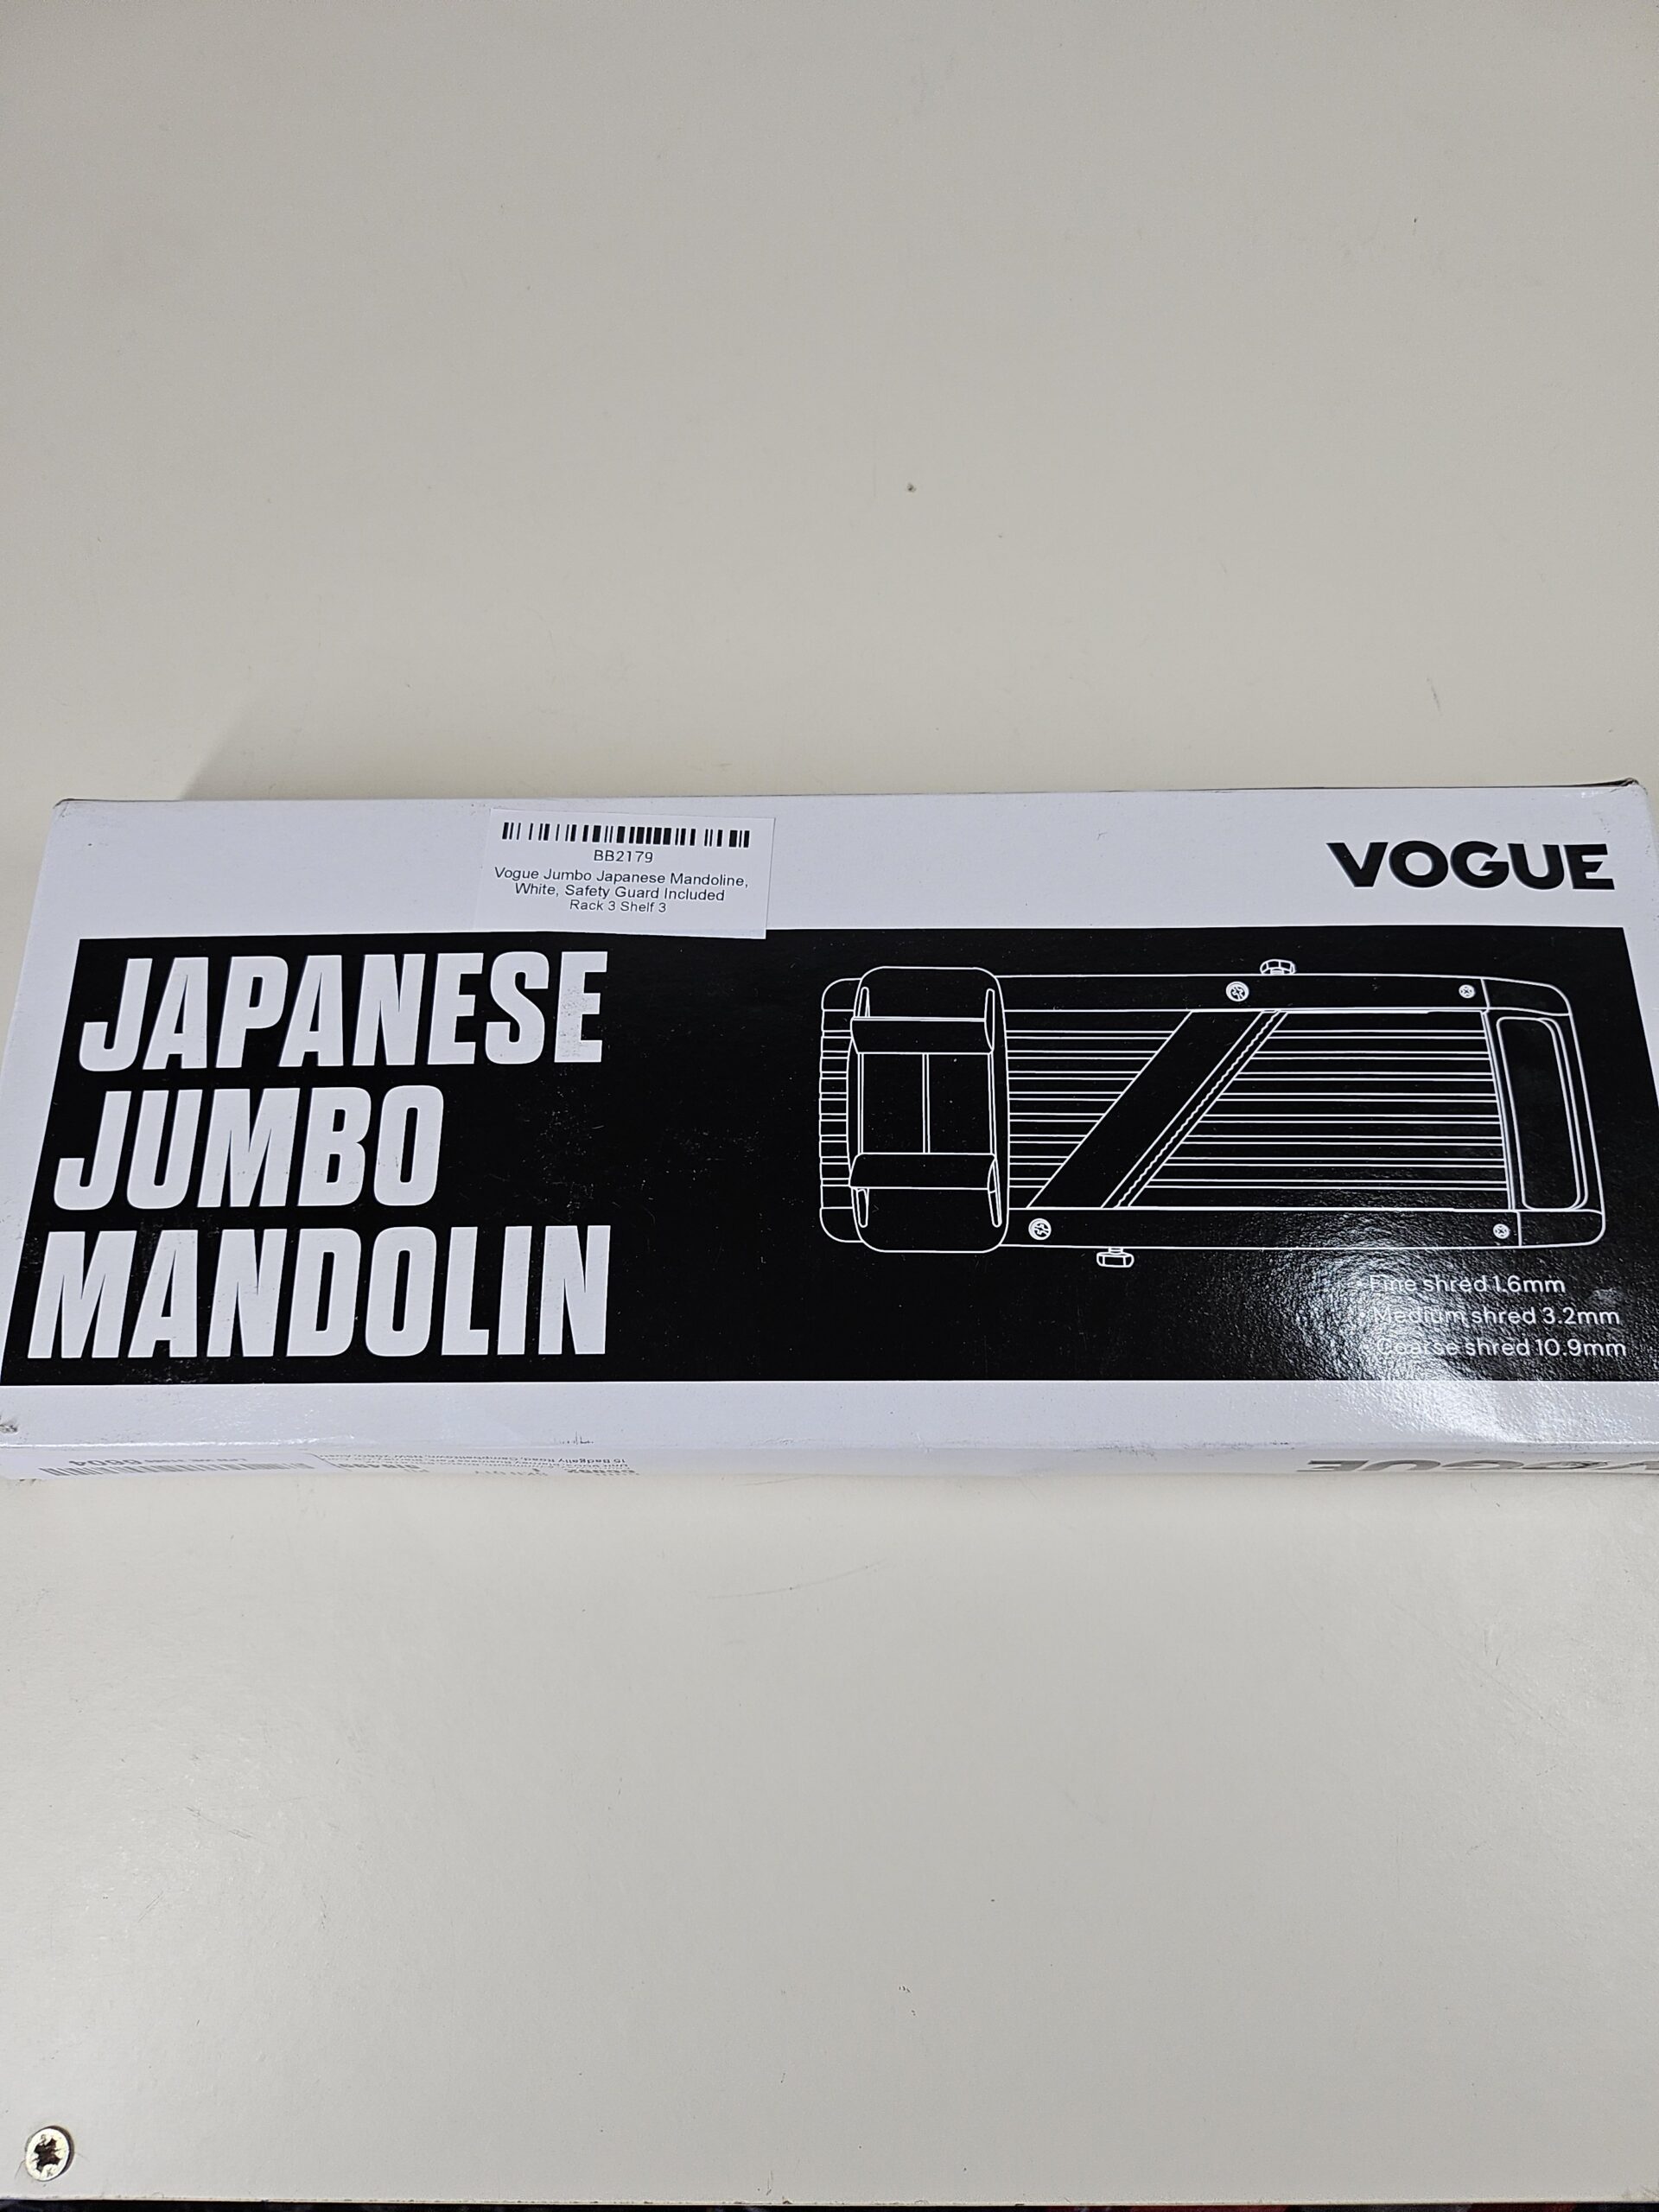 BB2179
Vogue Jumbo Japanese Mandoline,
White, Safety Guard Included
Rack 3 Shelf 3
VOGUE
JAPANESE
JUMBO
MANDOLIN
Fine shred 1.6mm
Medium shred 3.2mm
Coarse shred 10.9mm
VOGUE